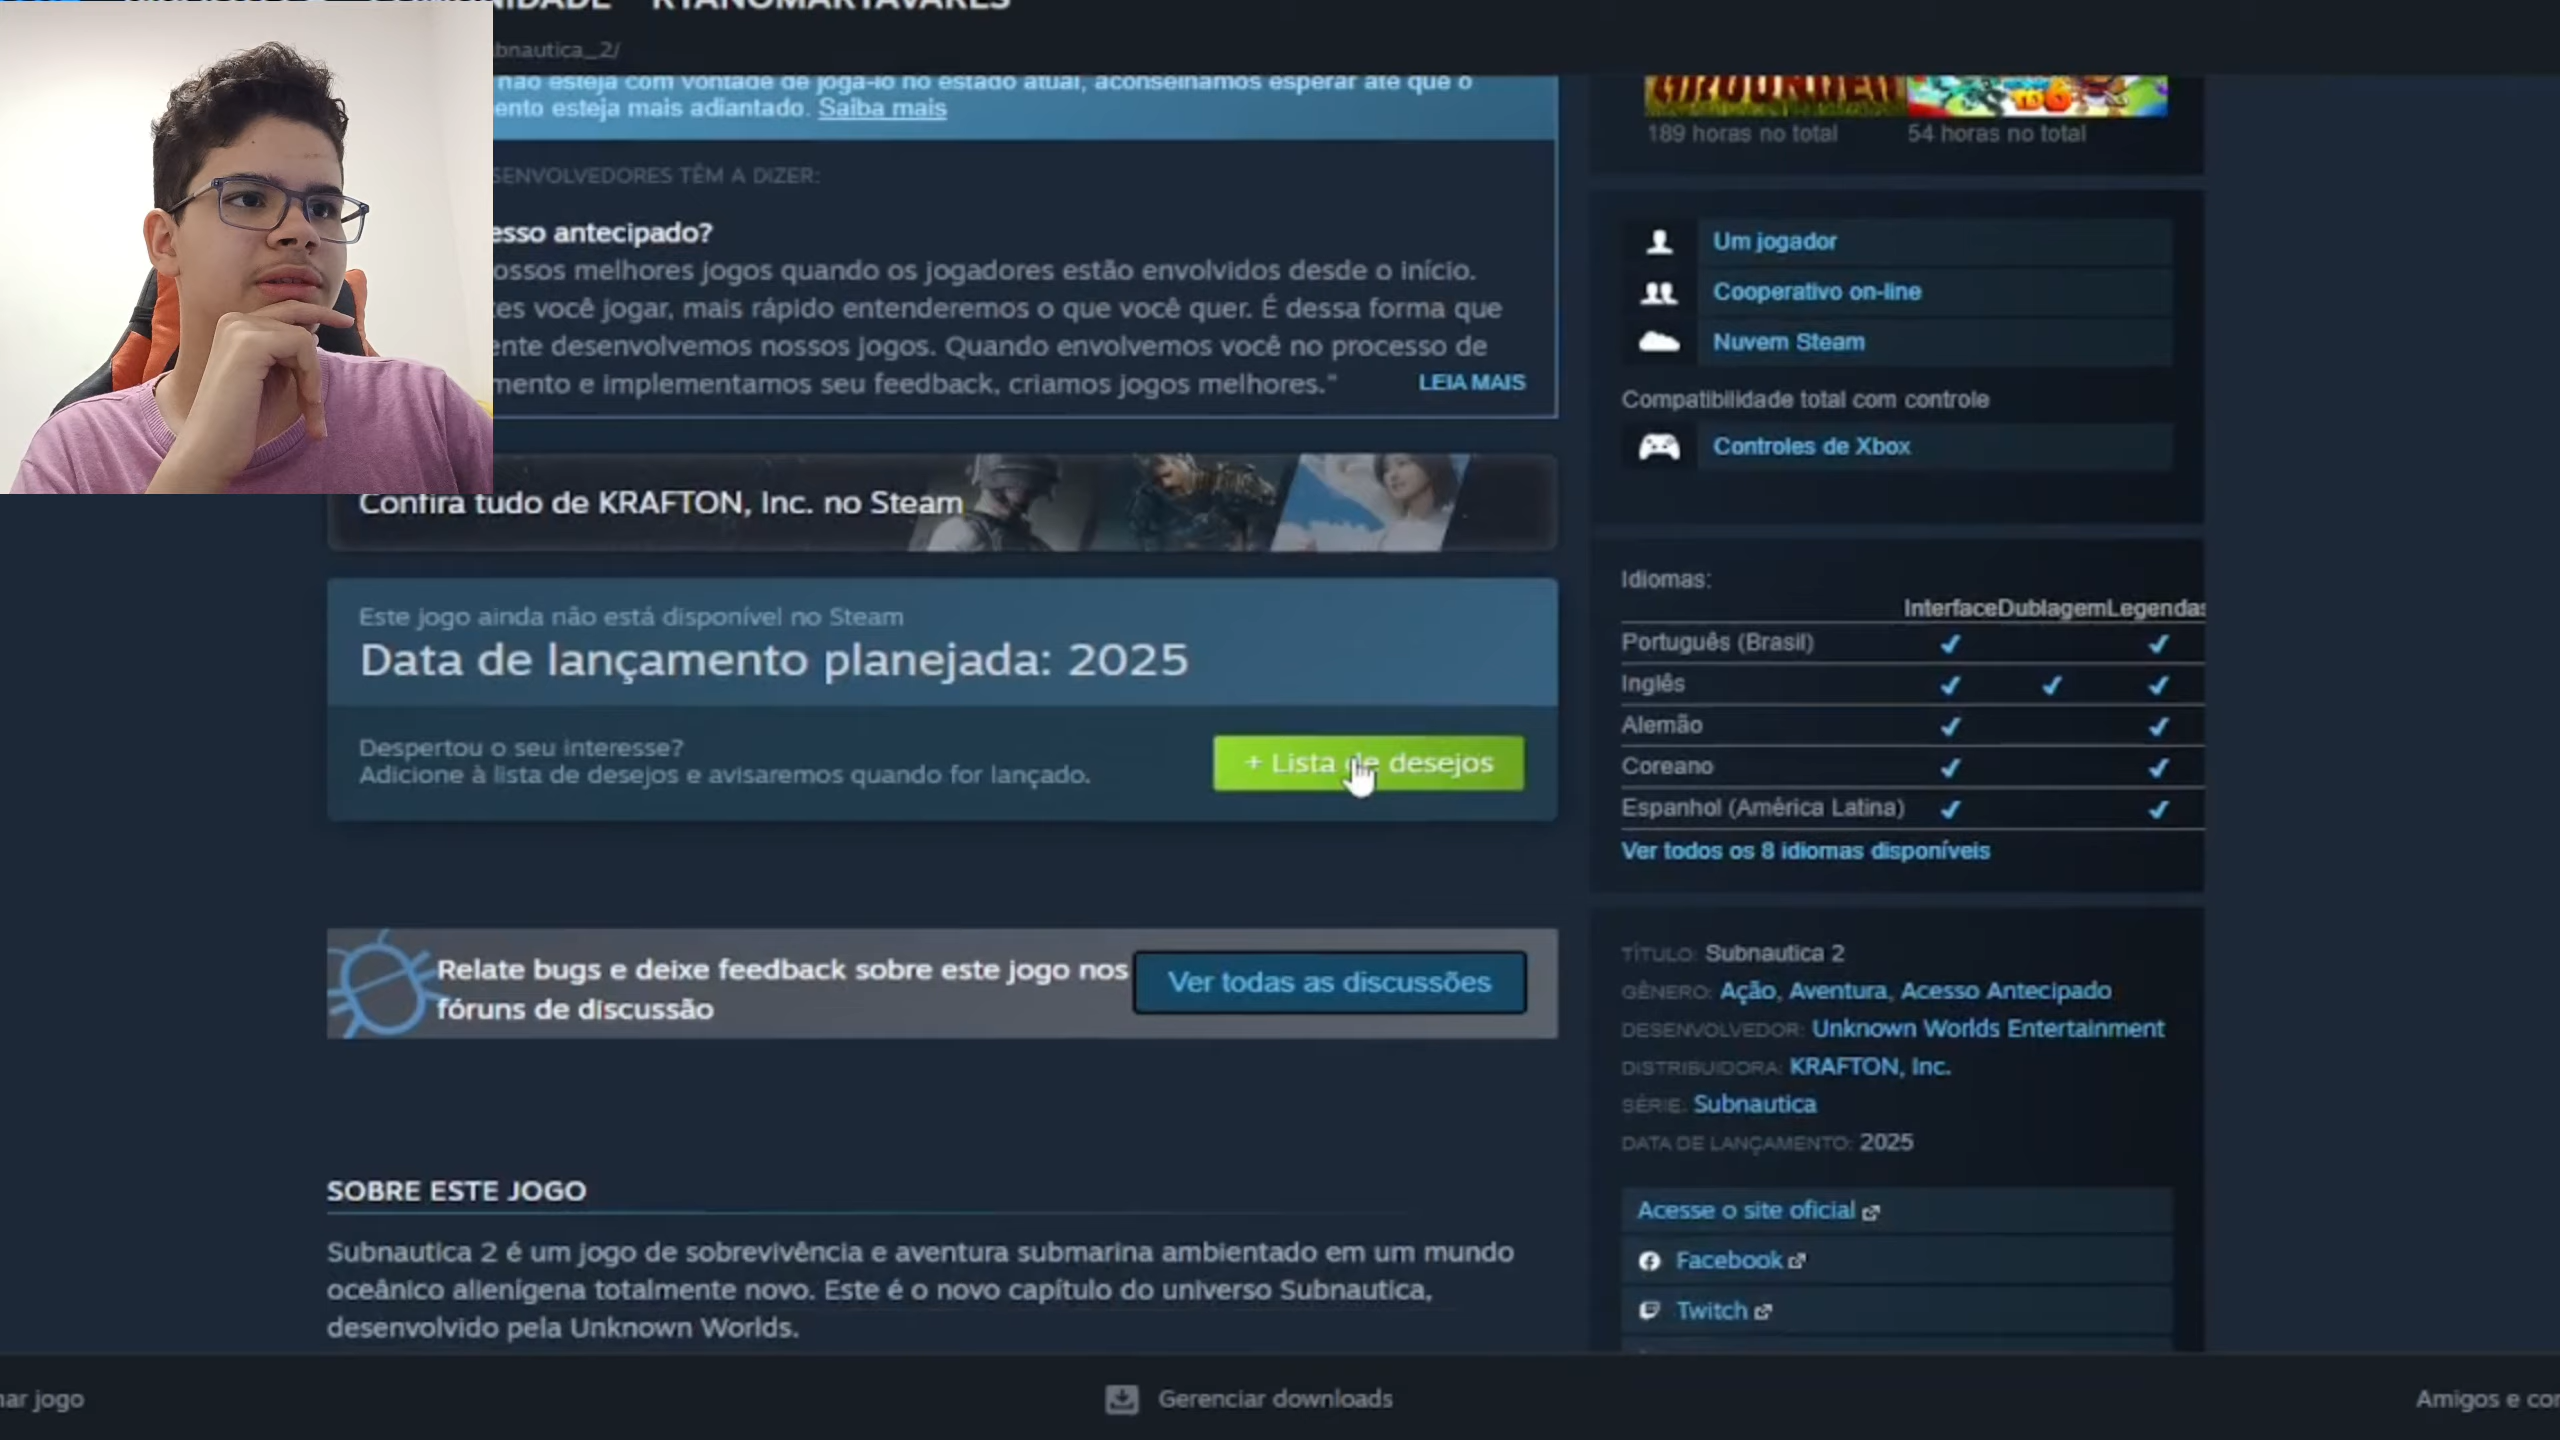 RYANOMARTAVARES
bnautica_2/
não esteja com vontade de jogá-lo no estado atual, aconselhamos esperar até que o
ento esteja mais adiantado. Saiba mais
SENVOLVEDORES TÊM A DIZER:
esso antecipado?
ossos melhores jogos quando os jogadores estão envolvidos desde o início.
es você jogar, mais rápido entenderemos o que você quer. É dessa forma que
ente desenvolvemos nossos jogos. Quando envolvemos você no processo de
mento e implementamos seu feedback, criamos jogos melhores."
LEIA MAIS
Confira tudo de KRAFTON, Inc. no Steam
Este jogo ainda não está disponível no Steam
Data de lançamento planejada: 2025
Despertou o seu interesse?
Adicione à lista de desejos e avisaremos quando for lançado.
+ Lista de desejos
Relate bugs e deixe feedback sobre este jogo nos
fóruns de discussão
Ver todas as discussões
SOBRE ESTE JOGO
Subnautica 2 é um jogo de sobrevivência e aventura submarina ambientado em um mundo
oceânico alienígena totalmente novo. Este é o novo capítulo do universo Subnautica,
desenvolvido pela Unknown Worlds.
GROUNDED
TD6
189 horas no total
54 horas no total
Um jogador
Cooperativo on-line
Nuvem Steam
Compatibilidade total com controle
Controles de Xbox
Idiomas:
Interface Dublagem Legendas
Português (Brasil)
Inglês
Alemão
Coreano
Espanhol (América Latina)
Ver todos os 8 idiomas disponíveis
TÍTULO: Subnautica 2
GÊNERO: Ação, Aventura, Acesso Antecipado
DESENVOLVEDOR: Unknown Worlds Entertainment
DISTRIBUIDORA: KRAFTON, Inc.
SÉRIE: Subnautica
DATA DE LANÇAMENTO: 2025
Acesse o site oficial
Facebook
Twitch
nar jogo
Gerenciar downloads
Amigos e co